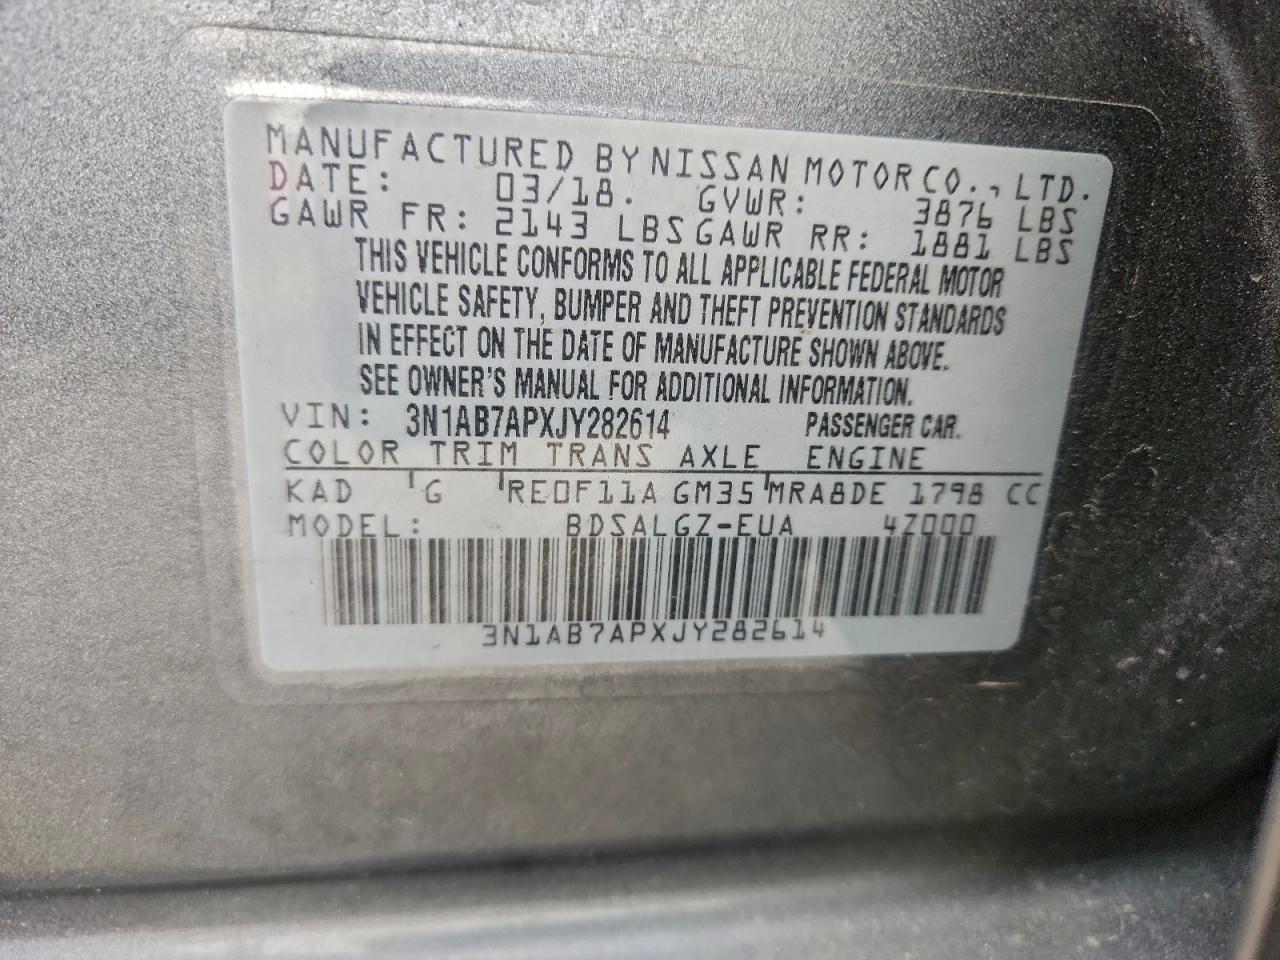 MANUFACTURED BY NISSAN MOTOR CO., LTD.
DATE: 03/18. GVWR: 3876 LBS
GAWR FR: 2143 LBS GAWR RR: 1881 LBS
THIS VEHICLE CONFORMS TO ALL APPLICABLE FEDERAL MOTOR
VEHICLE SAFETY, BUMPER AND THEFT PREVENTION STANDARDS
IN EFFECT ON THE DATE OF MANUFACTURE SHOWN ABOVE.
SEE OWNER'S MANUAL FOR ADDITIONAL INFORMATION.
VIN: 3N1AB7APXJY282614 PASSENGER CAR.
COLOR TRIM TRANS AXLE ENGINE
KAD G RE0F11A GM35 MRA8DE 1798 CC
MODEL: BDSALGZ-EUA 4Z000
3N1AB7APXJY282614